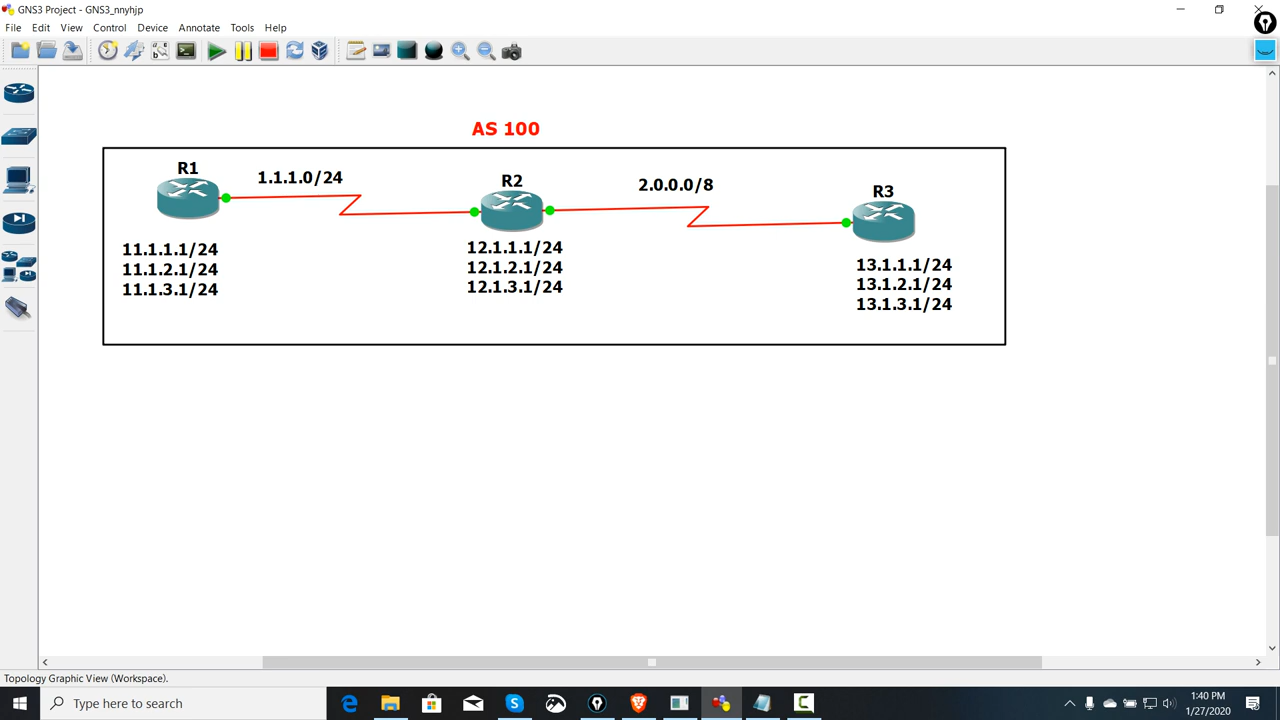 GNS3 Project - GNS3_nnyhjp
File Edit View Control Device Annotate Tools Help
AS 100
R1
1.1.1.0/24
R2
2.0.0.0/8
R3
11.1.1.1/24
11.1.2.1/24
11.1.3.1/24
12.1.1.1/24
12.1.2.1/24
12.1.3.1/24
13.1.1.1/24
13.1.2.1/24
13.1.3.1/24
Topology Graphic View (Workspace).
Type here to search
1:40 PM
1/27/2020